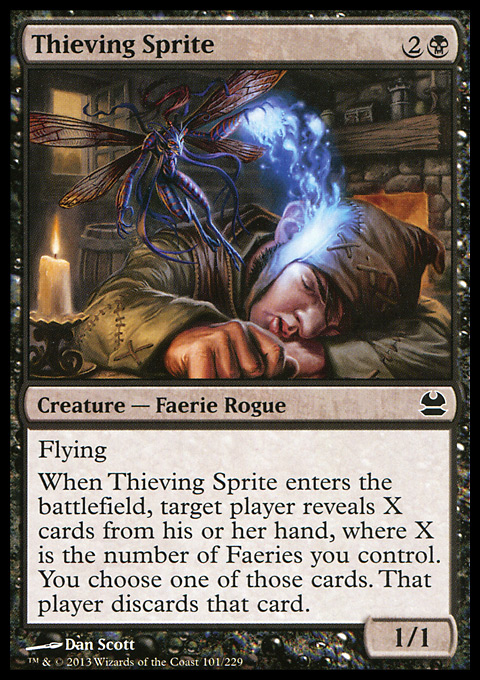 Thieving Sprite 2
Creature — Faerie Rogue
Flying
When Thieving Sprite enters the
battlefield, target player reveals X
cards from his or her hand, where X
is the number of Faeries you control.
You choose one of those cards. That
player discards that card.
Dan Scott
1/1
™ & © 2013 Wizards of the Coast 101/229